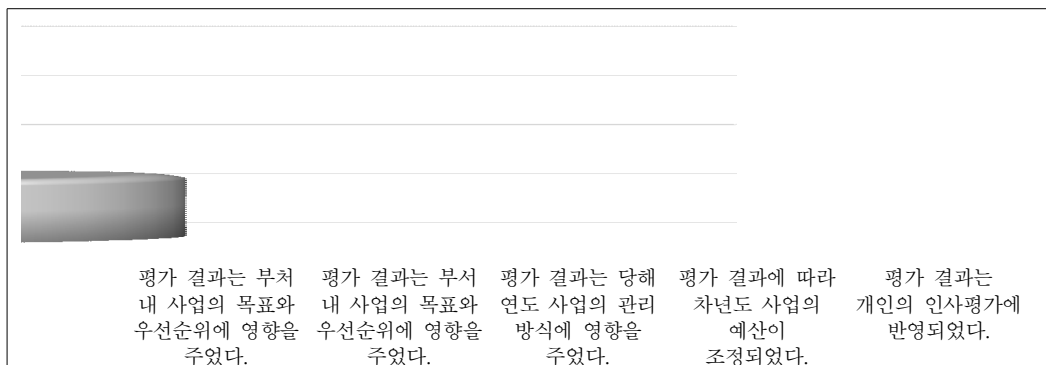 평가 결과는 부처
내 사업의 목표와
우선순위에 영향을
주었다.
평가 결과는 부서
내 사업의 목표와
우선순위에 영향을
주었다.
평가 결과는 당해
연도 사업의 관리
방식에 영향을
주었다.
평가 결과에 따라
차년도 사업의
예산이
조정되었다.
평가 결과는
개인의 인사평가에
반영되었다.